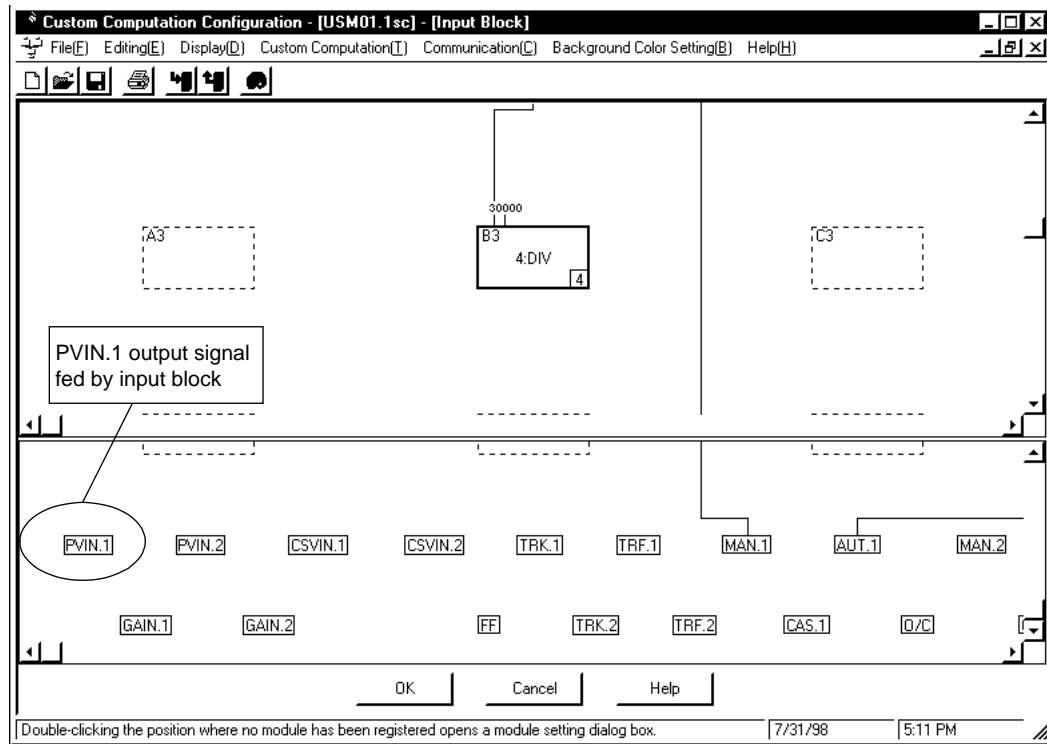 Custom Computation Configuration - [USM01.1sc] - [Input Block]
File(F) Editing(E) Display(D) Custom Computation(T) Communication(C) Background Color Setting(B) Help(H)
30000
A3
B3
4:DIV
4
C3
PVIN.1 output signal
fed by input block
PVIN.1 PVIN.2 CSVIN.1 CSVIN.2 TRK.1 TRF.1 MAN.1 AUT.1 MAN.2
GAIN.1 GAIN.2 FF TRK.2 TRF.2 CAS.1 O/C
OK Cancel Help
Double-clicking the position where no module has been registered opens a module setting dialog box. 7/31/98 5:11 PM